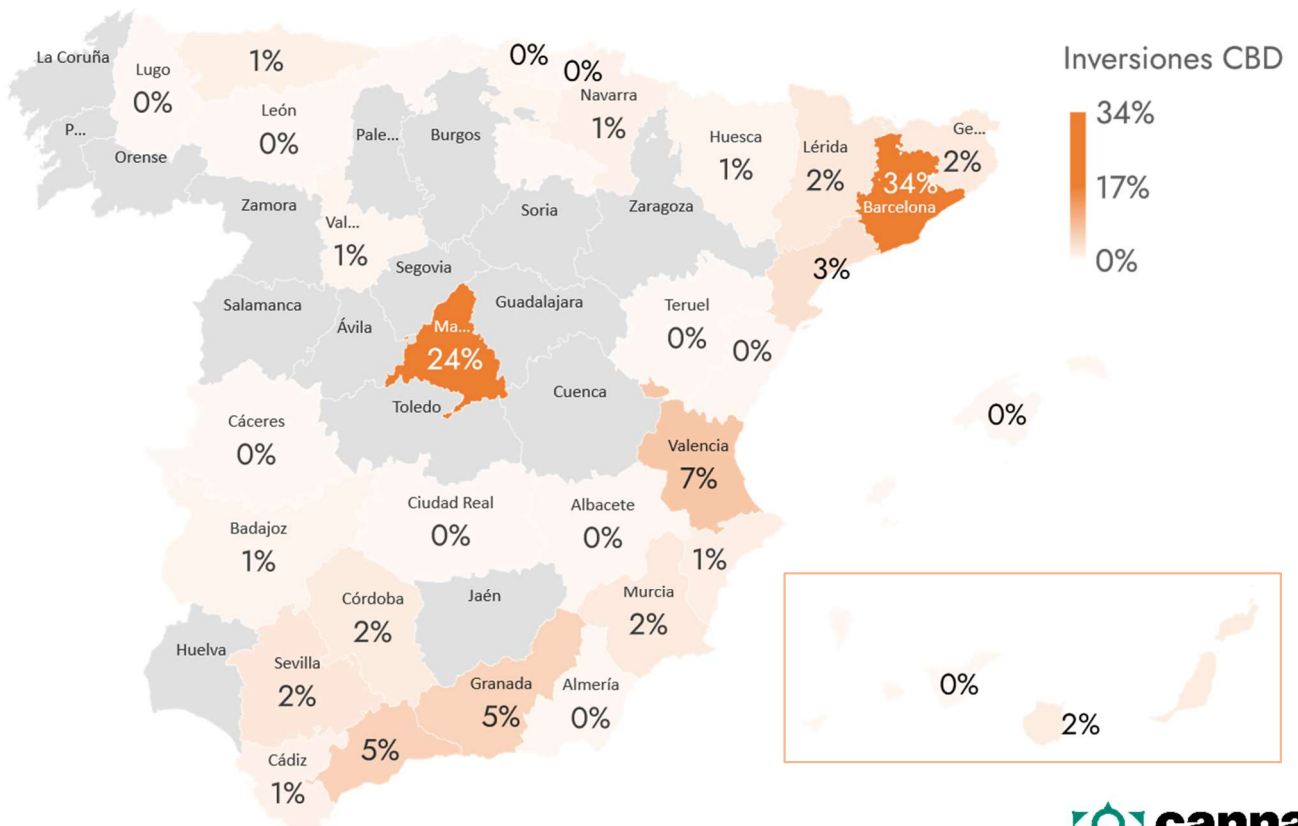 Inversiones CBD
34%
17%
0%
La Coruña
Lugo
0%
1%
León
0%
0%
0%
Navarra
1%
P...
Orense
Pale...
Burgos
Huesca
1%
Lérida
2%
Ge...
2%
34%
Barcelona
Zamora
Val...
1%
Soria
Zaragoza
3%
Segovia
Salamanca
Ávila
Guadalajara
Teruel
0%
0%
Ma...
24%
Toledo
Cuenca
0%
Cáceres
0%
Valencia
7%
Ciudad Real
0%
Albacete
0%
Badajoz
1%
1%
Córdoba
2%
Jaén
Murcia
2%
Huelva
Sevilla
2%
Granada
5%
Almería
0%
5%
Cádiz
1%
0%
2%
canna